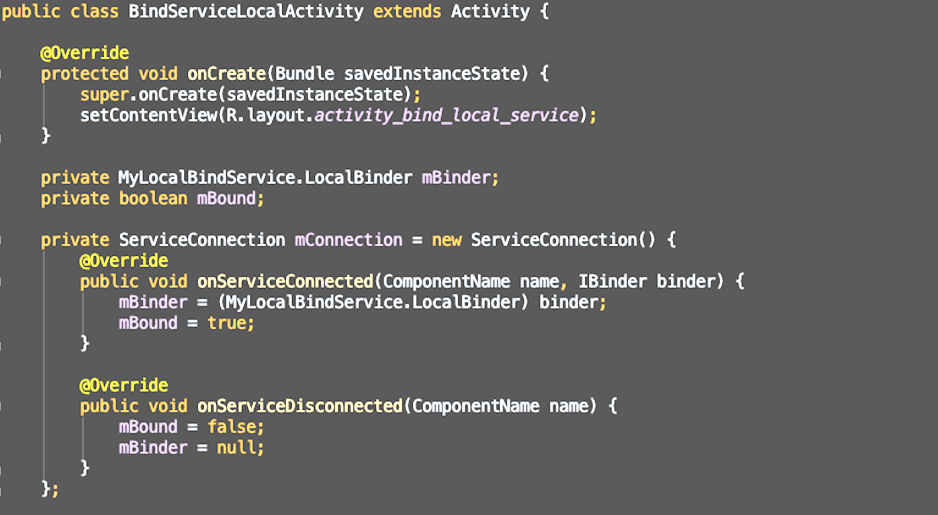 public class BindServiceLocalActivity extends Activity {
@Override
protected void onCreate(Bundle savedInstanceState) {
super.onCreate(savedInstanceState);
setContentView(R.layout.activity_bind_local_service);
}
private MyLocalBindService.LocalBinder mBinder;
private boolean mBound;
private ServiceConnection mConnection = new ServiceConnection() {
@Override
public void onServiceConnected(ComponentName name, IBinder binder) {
mBinder = (MyLocalBindService.LocalBinder) binder;
mBound = true;
}
@Override
public void onServiceDisconnected(ComponentName name) {
mBound = false;
mBinder = null;
}
};